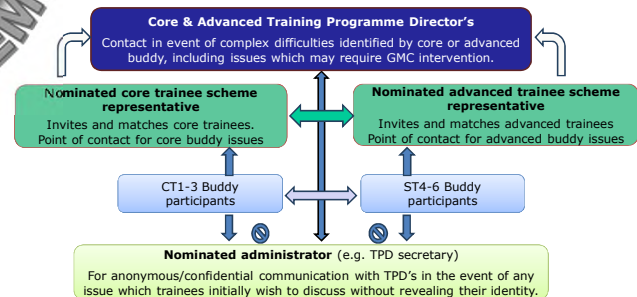 Core & Advanced Training Programme Director's
Contact in event of complex difficulties identified by core or advanced
buddy, including issues which may require GMC intervention.
Nominated core trainee scheme
representative
Invites and matches core trainees.
Point of contact for core buddy issues
Nominated advanced trainee scheme
representative
Invites and matches advanced trainees
Point of contact for advanced buddy issues
CT1-3 Buddy
participants
ST4-6 Buddy
participants
Nominated administrator (e.g. TPD secretary)
For anonymous/confidential communication with TPD's in the event of any
issue which trainees initially wish to discuss without revealing their identity.